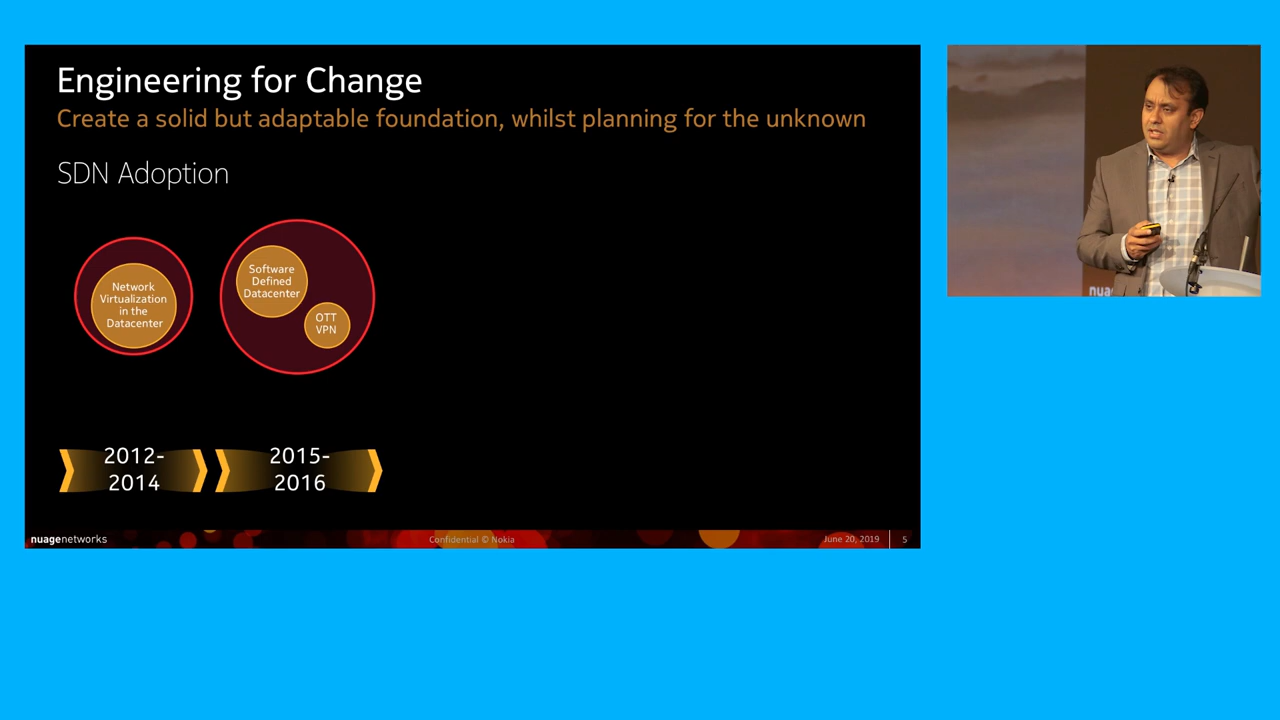 Engineering for Change
Create a solid but adaptable foundation, whilst planning for the unknown
SDN Adoption
Network
Virtualization
in the
Datacenter
Software
Defined
Datacenter
OTT
VPN
2012-
2014
2015-
2016
nuagenetworks
Confidential © Nokia
June 20, 2019
5